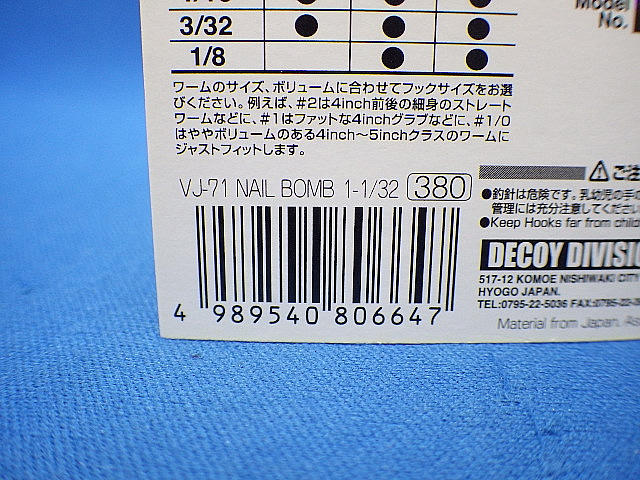 3/32
1/8
Model
No.
ワームのサイズ、ボリュームに合わせてフックサイズをお選
びください。例えば、#2は4inch前後の細身のストレート
ワームなどに、#1はファットな4inchグラブなどに、#1/0
はややボリュームのある4inch〜5inchクラスのワームに
ジャストフィットします。
VJ-71 NAIL BOMB 1-1/32 380
4 989540 806647
⚠ご注
●釣針は危険です。乳幼児の手の
管理には充分注意してください
●Keep Hooks far from child
DECOY DIVISIO
517-12 KOMOE NISHIWAKI CITY
HYOGO JAPAN.
TEL:0795-22-5036 FAX:0795-23-
Material from Japan. As